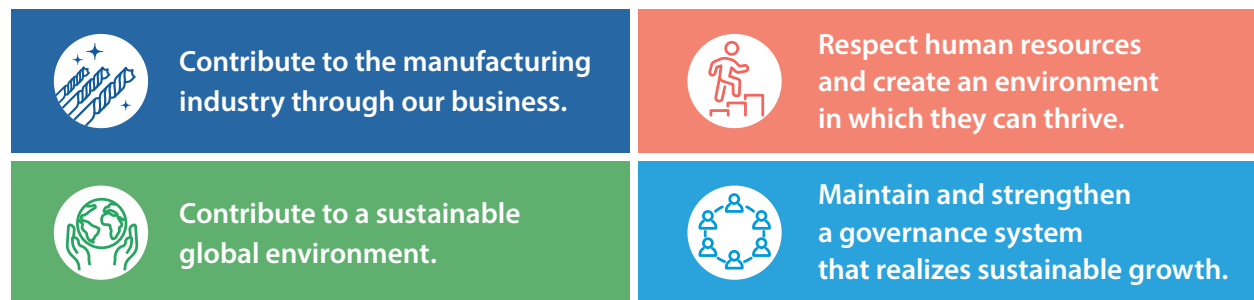 Contribute to the manufacturing
industry through our business.
Respect human resources
and create an environment
in which they can thrive.
Contribute to a sustainable
global environment.
Maintain and strengthen
a governance system
that realizes sustainable growth.